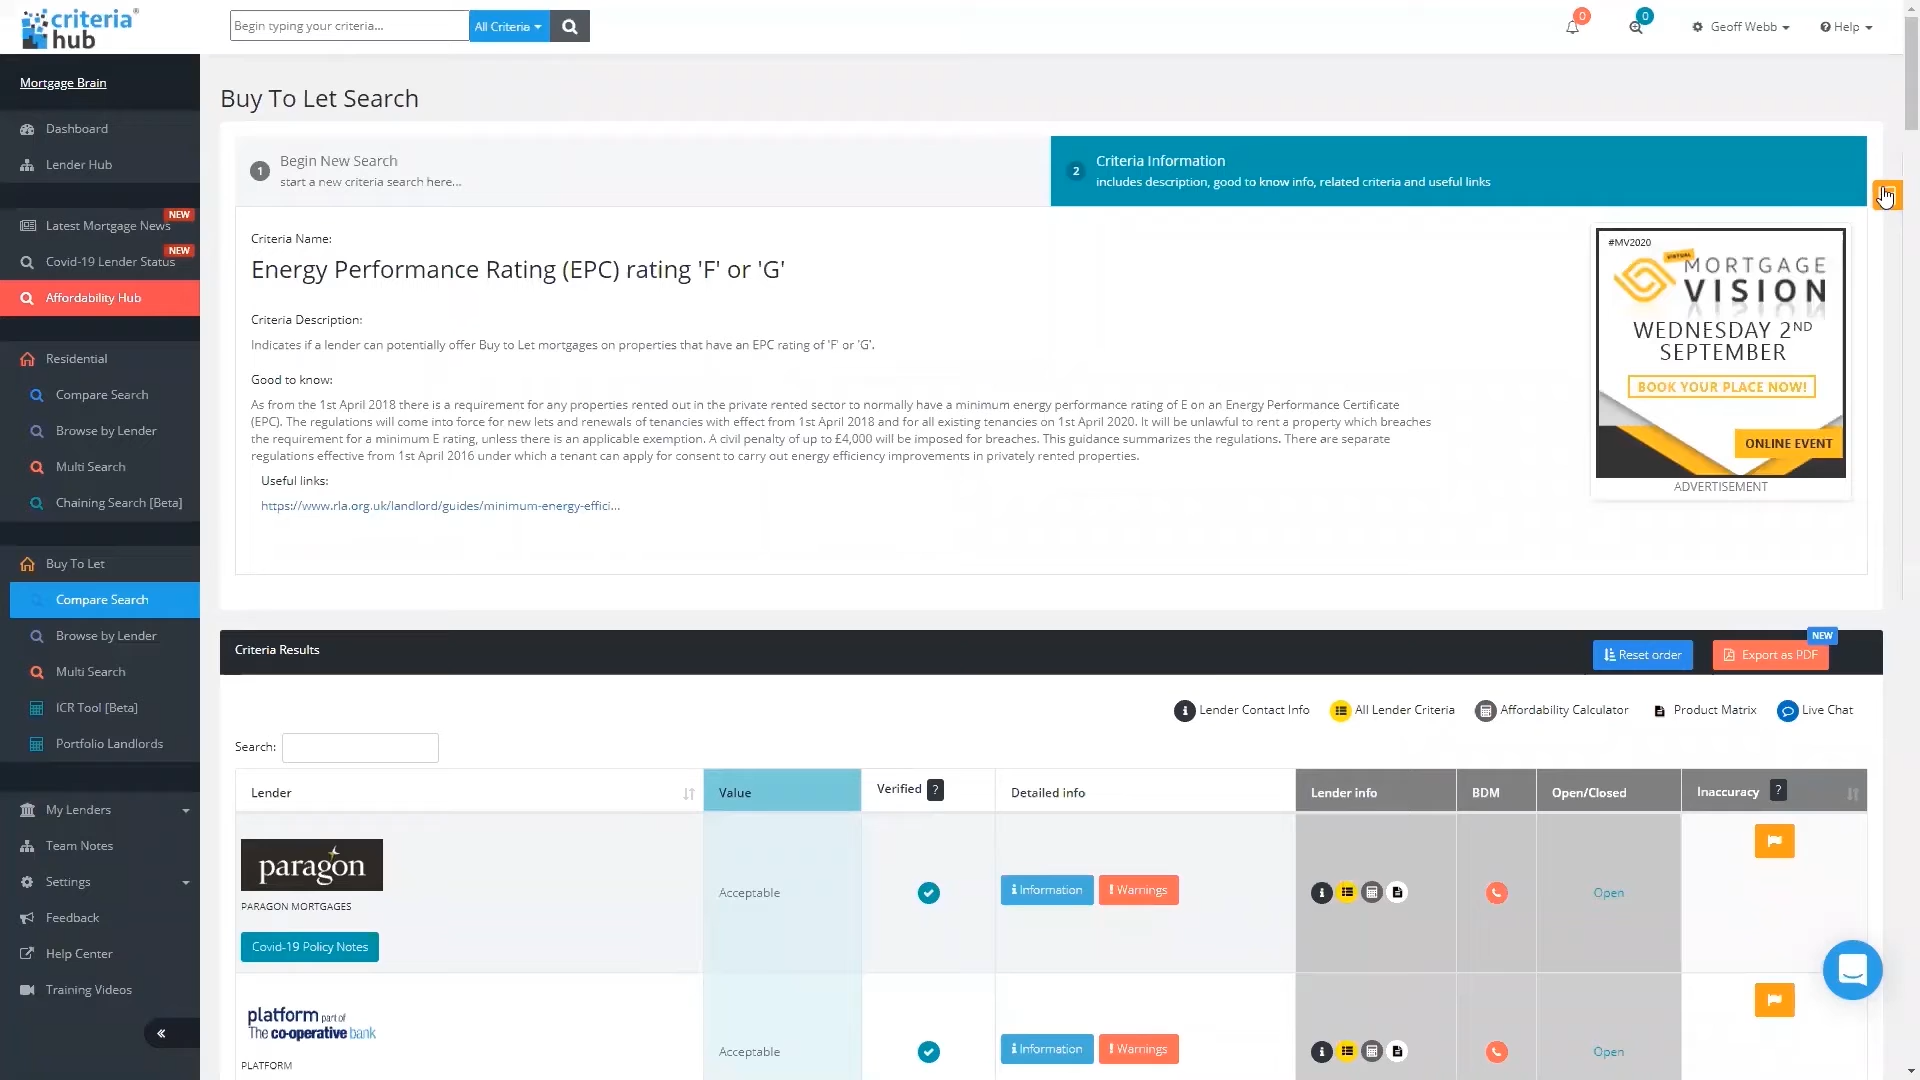 criteria
hub
Begin typing your criteria...
All Criteria
0
0
Geoff Webb
Help
Mortgage Brain
Dashboard
Lender Hub
NEW
Latest Mortgage News
NEW
Covid-19 Lender Status
Affordability Hub
Residential
Compare Search
Browse by Lender
Multi Search
Chaining Search [Beta]
Buy To Let
Compare Search
Browse by Lender
Multi Search
ICR Tool [Beta]
Portfolio Landlords
My Lenders
Team Notes
Settings
Feedback
Help Center
Training Videos
Buy To Let Search
1
Begin New Search
start a new criteria search here...
2
Criteria Information
includes description, good to know info, related criteria and useful links
Criteria Name:
Energy Performance Rating (EPC) rating 'F' or 'G'
Criteria Description:
Indicates if a lender can potentially offer Buy to Let mortgages on properties that have an EPC rating of 'F' or 'G'.
Good to know:
As from the 1st April 2018 there is a requirement for any properties rented out in the private rented sector to normally have a minimum energy performance rating of E on an Energy Performance Certificate
(EPC). The regulations will come into force for new lets and renewals of tenancies with effect from 1st April 2018 and for all existing tenancies on 1st April 2020. It will be unlawful to rent a property which breaches
the requirement for a minimum E rating, unless there is an applicable exemption. A civil penalty of up to £4,000 will be imposed for breaches. This guidance summarizes the regulations. There are separate
regulations effective from 1st April 2016 under which a tenant can apply for consent to carry out energy efficiency improvements in privately rented properties.
Useful links:
https://www.rla.org.uk/landlord/guides/minimum-energy-effici...
#MV2020
VIRTUAL
MORTGAGE
VISION
WEDNESDAY 2ND
SEPTEMBER
BOOK YOUR PLACE NOW!
ONLINE EVENT
ADVERTISEMENT
Criteria Results
Reset order
NEW
Export as PDF
Lender Contact Info
All Lender Criteria
Affordability Calculator
Product Matrix
Live Chat
Search:
Lender
Value
Verified ?
Detailed info
Lender info
BDM
Open/Closed
Inaccuracy ?
paragon
PARAGON MORTGAGES
Covid-19 Policy Notes
Acceptable
Information
Warnings
Open
platform part of
The co-operative bank
PLATFORM
Acceptable
Information
Warnings
Open